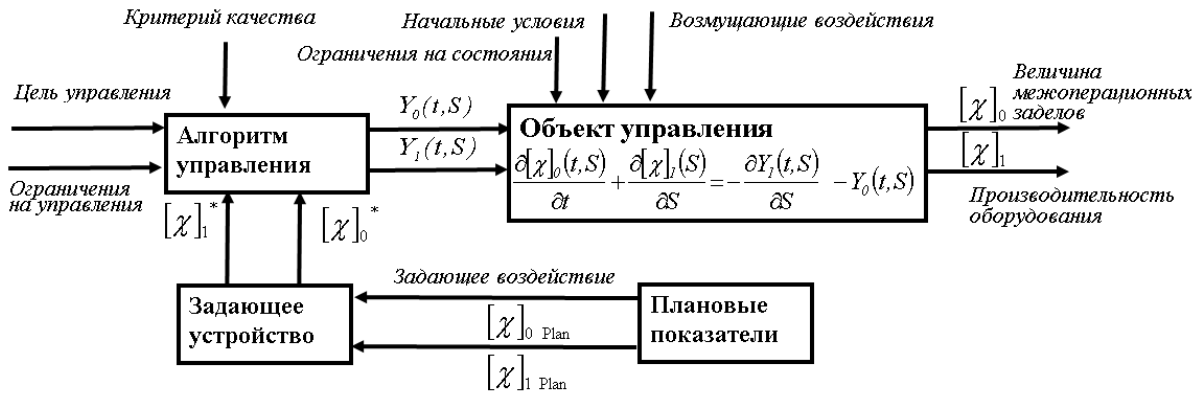 Критерий качества
Начальные условия
Возмущающие воздействия
Ограничения на состояния
Цель управления
Y₀(t,S)
Y₁(t,S)
Алгоритм
управления
Ограничения
на управления
Объект управления
∂[χ]₀(t,S)/∂t + ∂[χ]₁(S)/∂S = −∂Y₁(t,S)/∂S − Y₀(t,S)
Величина
межоперационных
заделов
[χ]₀
[χ]₁
Производительность
оборудования
[χ]₁*
[χ]₀*
Задающее воздействие
Задающее
устройство
[χ]₀ Plan
[χ]₁ Plan
Плановые
показатели